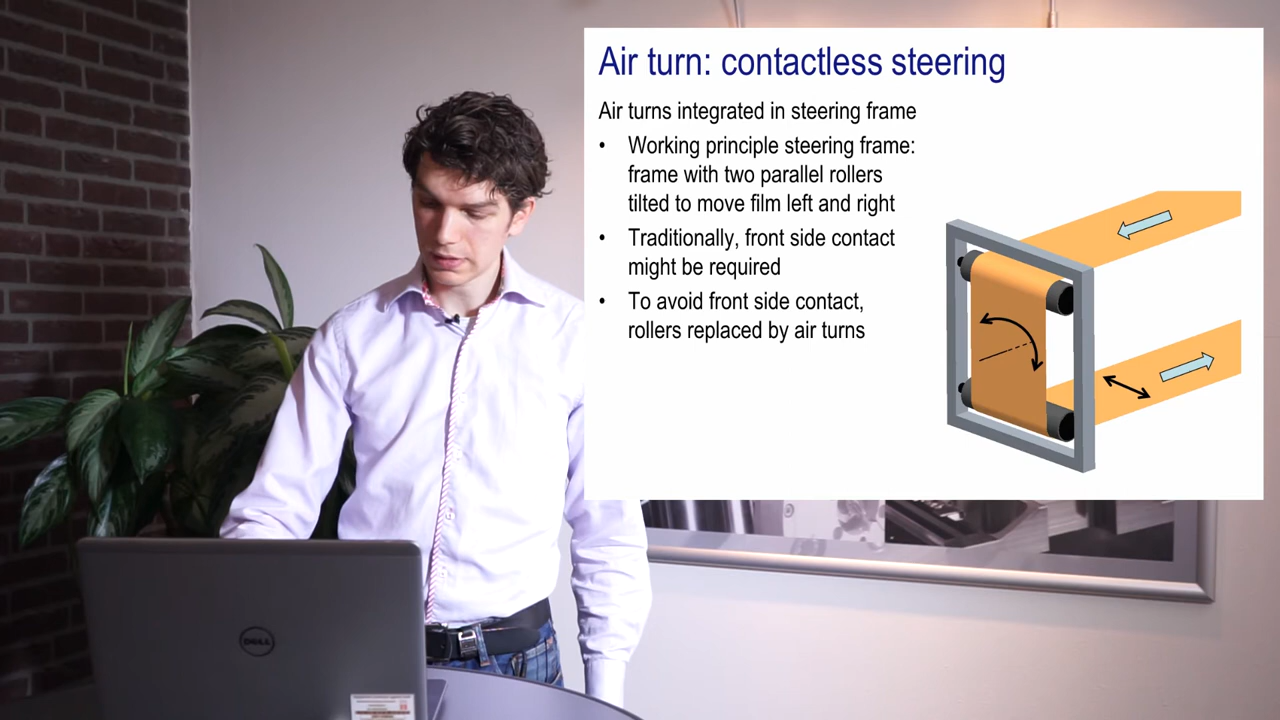 Air turn: contactless steering
Air turns integrated in steering frame
• Working principle steering frame:
frame with two parallel rollers
tilted to move film left and right
• Traditionally, front side contact
might be required
• To avoid front side contact,
rollers replaced by air turns
DELL